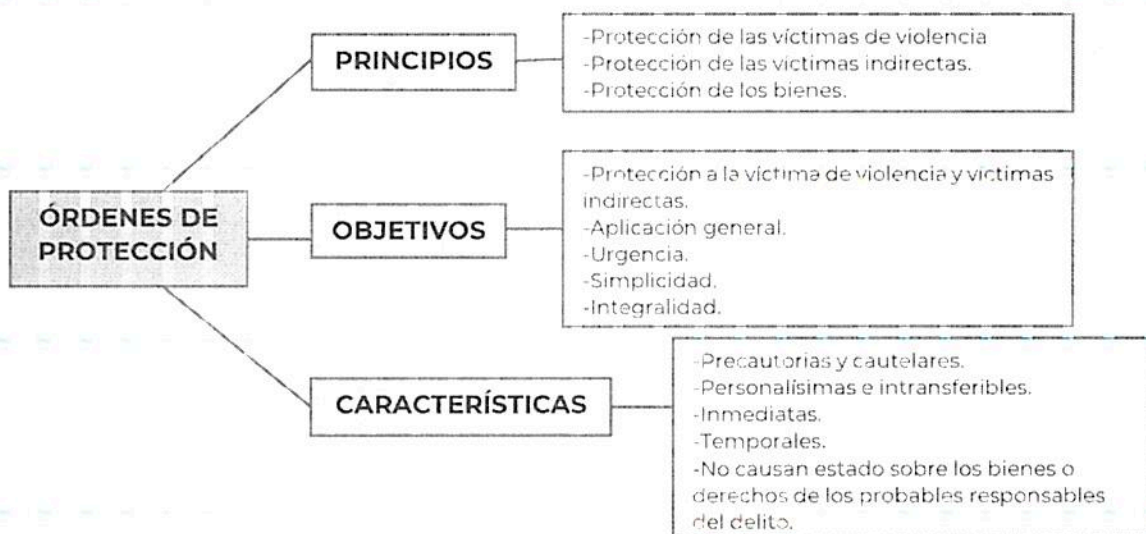 PRINCIPIOS
-Protección de las víctimas de violencia
-Protección de las víctimas indirectas.
-Protección de los bienes.
ÓRDENES DE
PROTECCIÓN
OBJETIVOS
-Protección a la víctima de violencia y víctimas
indirectas.
-Aplicación general.
-Urgencia.
-Simplicidad.
-Integralidad.
CARACTERÍSTICAS
-Precautorias y cautelares.
-Personalísimas e intransferibles.
-Inmediatas.
-Temporales.
-No causan estado sobre los bienes o
derechos de los probables responsables
del delito.